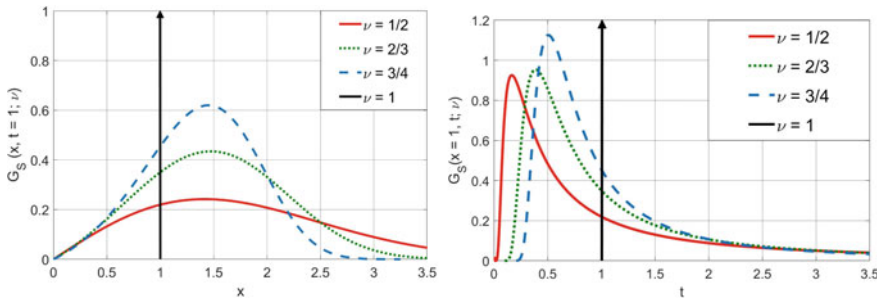 1
0.8
0.6
0.4
0.2
0
0 0.5 1 1.5 2 2.5 3 3.5
x
G_S (x, t = 1; ν)
ν = 1/2
ν = 2/3
ν = 3/4
ν = 1
1.2
1
0.8
0.6
0.4
0.2
0
0 0.5 1 1.5 2 2.5 3 3.5
t
G_S(x = 1, t; ν)
ν = 1/2
ν = 2/3
ν = 3/4
ν = 1